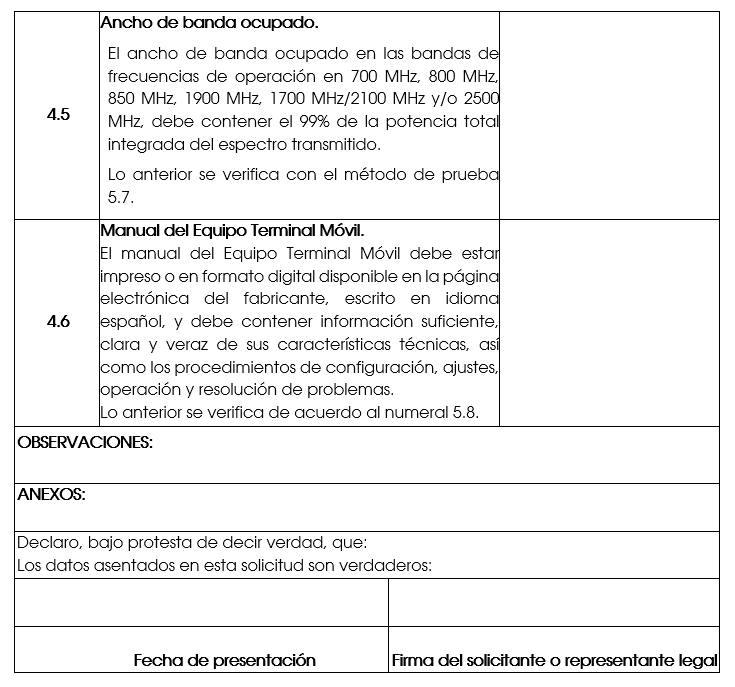 Ancho de banda ocupado.
El ancho de banda ocupado en las bandas de
frecuencias de operación en 700 MHz, 800 MHz,
850 MHz, 1900 MHz, 1700 MHz/2100 MHz y/o 2500
4.5
MHz, debe contener el 99% de la potencia total
integrada del espectro transmitido.
Lo anterior se verifica con el método de prueba
5.7.
Manual del Equipo Terminal Móvil.
El manual del Equipo Terminal Móvil debe estar
impreso o en formato digital disponible en la página
electrónica del fabricante, escrito en idioma
4.6
español, y debe contener información suficiente,
clara y veraz de sus características técnicas, así
como los procedimientos de configuración, ajustes,
operación y resolución de problemas.
Lo anterior se verifica de acuerdo al numeral 5.8.
OBSERVACIONES:
ANEXOS:
Declaro, bajo protesta de decir verdad, que:
Los datos asentados en esta solicitud son verdaderos:
Fecha de presentación
Firma del solicitante o representante legal